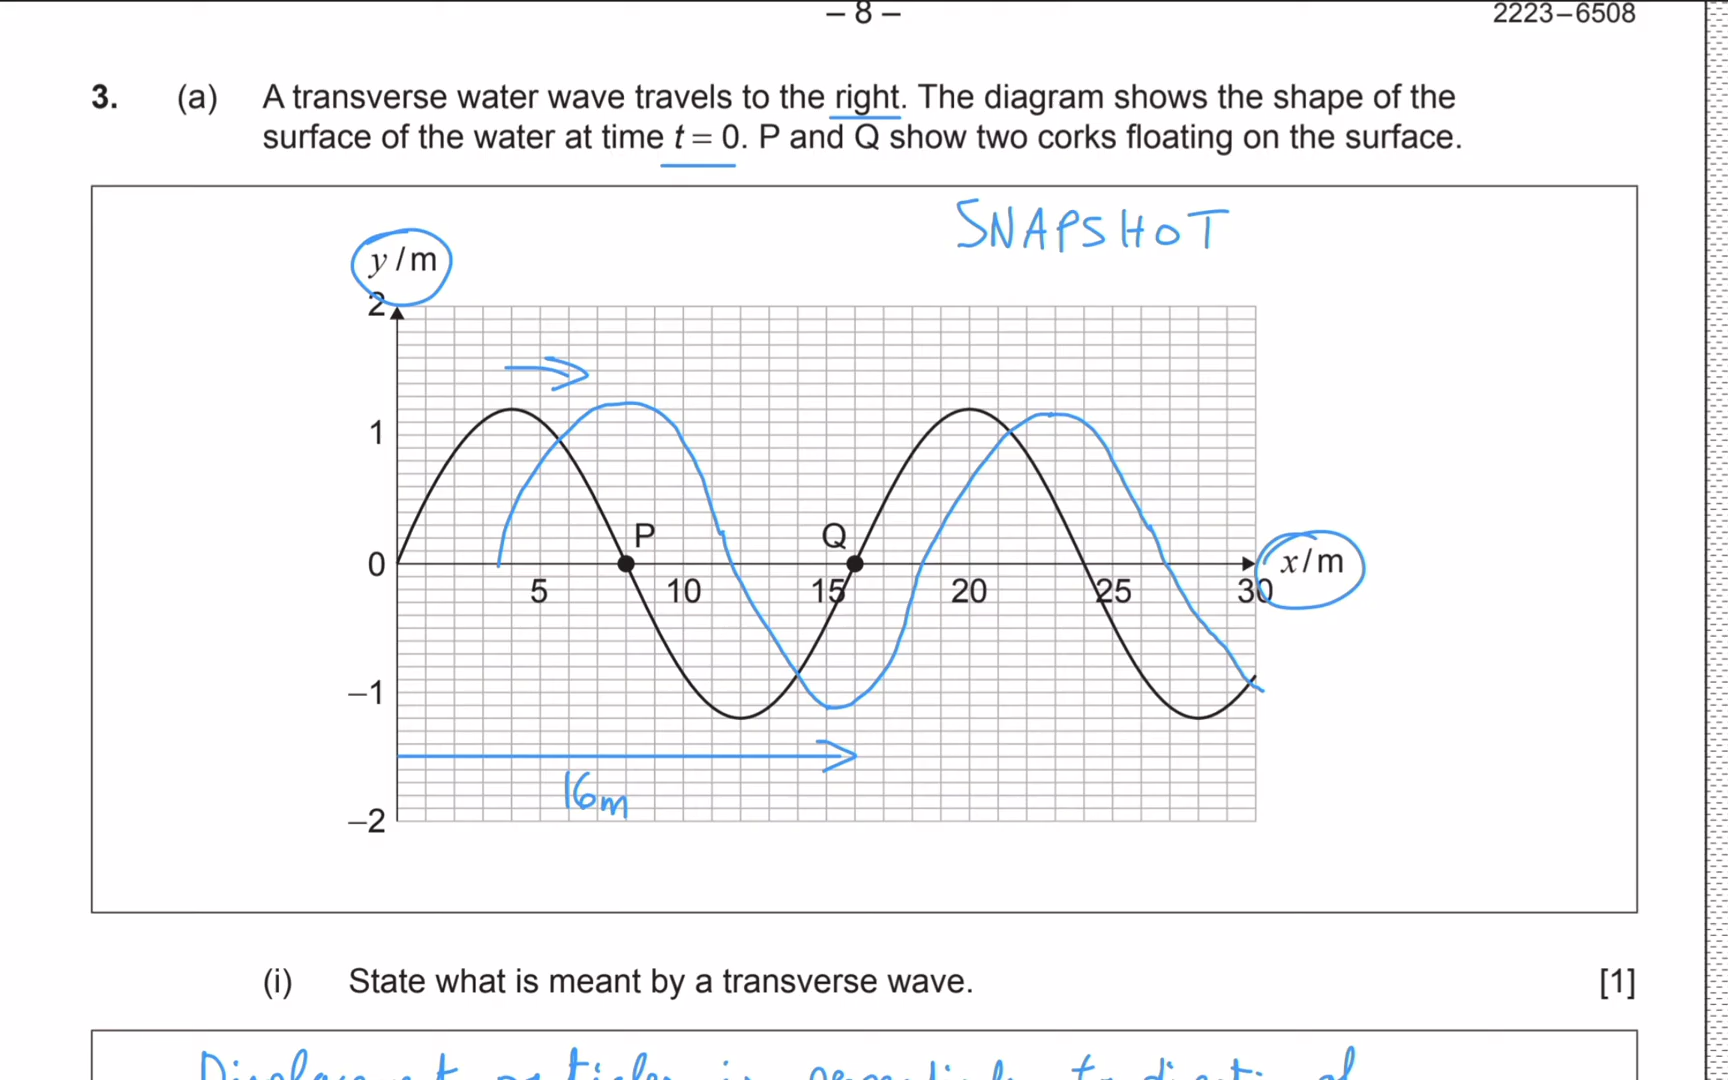 – 8 –
2223–6508
3. (a) A transverse water wave travels to the right. The diagram shows the shape of the
surface of the water at time t = 0. P and Q show two corks floating on the surface.
SNAPSHOT
y / m
2
1
P
Q
0
x / m
5 10 15 20 25 30
–1
16m
–2
(i) State what is meant by a transverse wave. [1]